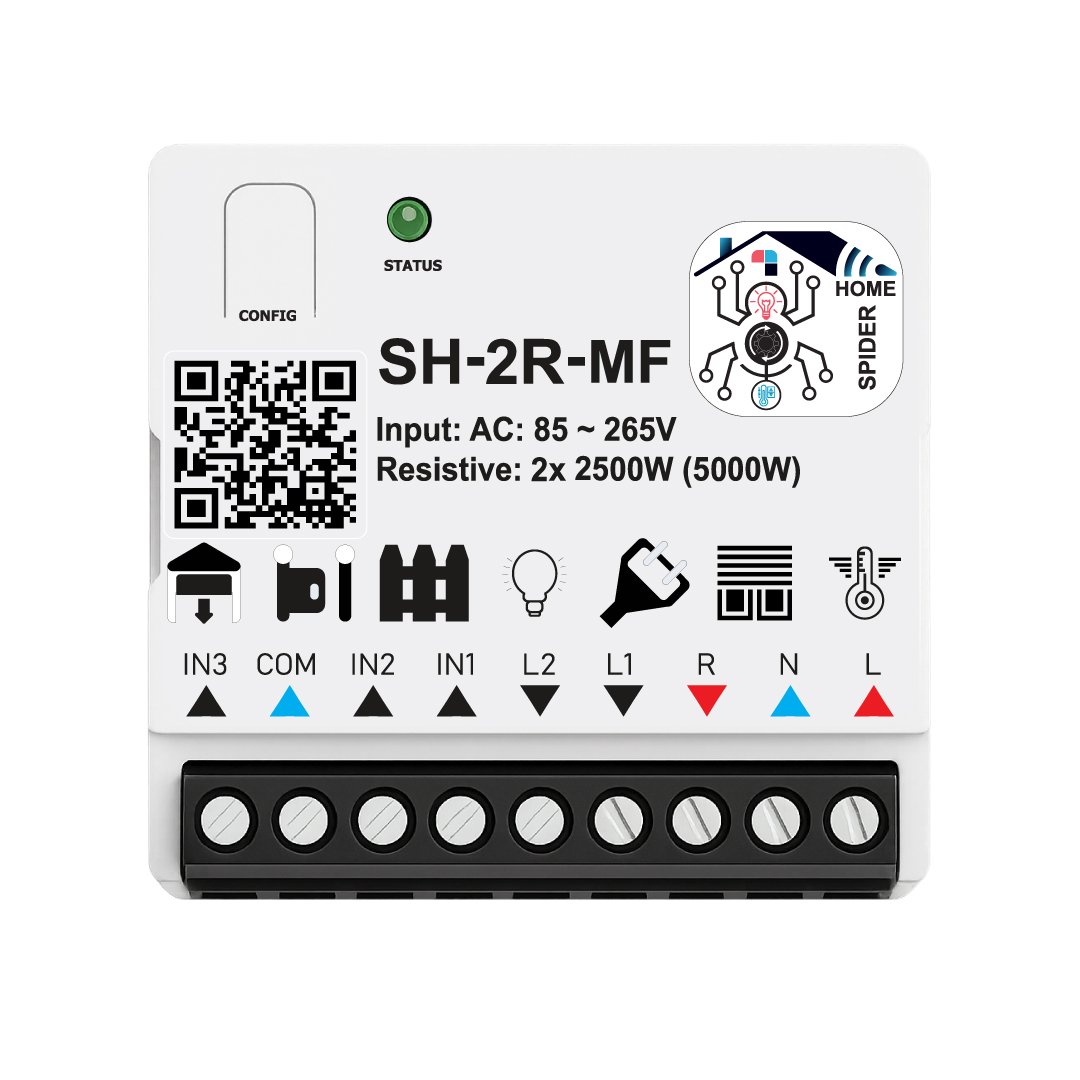 STATUS
CONFIG
HOME
SPIDER
SH-2R-MF
Input: AC: 85 ~ 265V
Resistive: 2x 2500W (5000W)
IN3 COM IN2 IN1 L2 L1 R N L